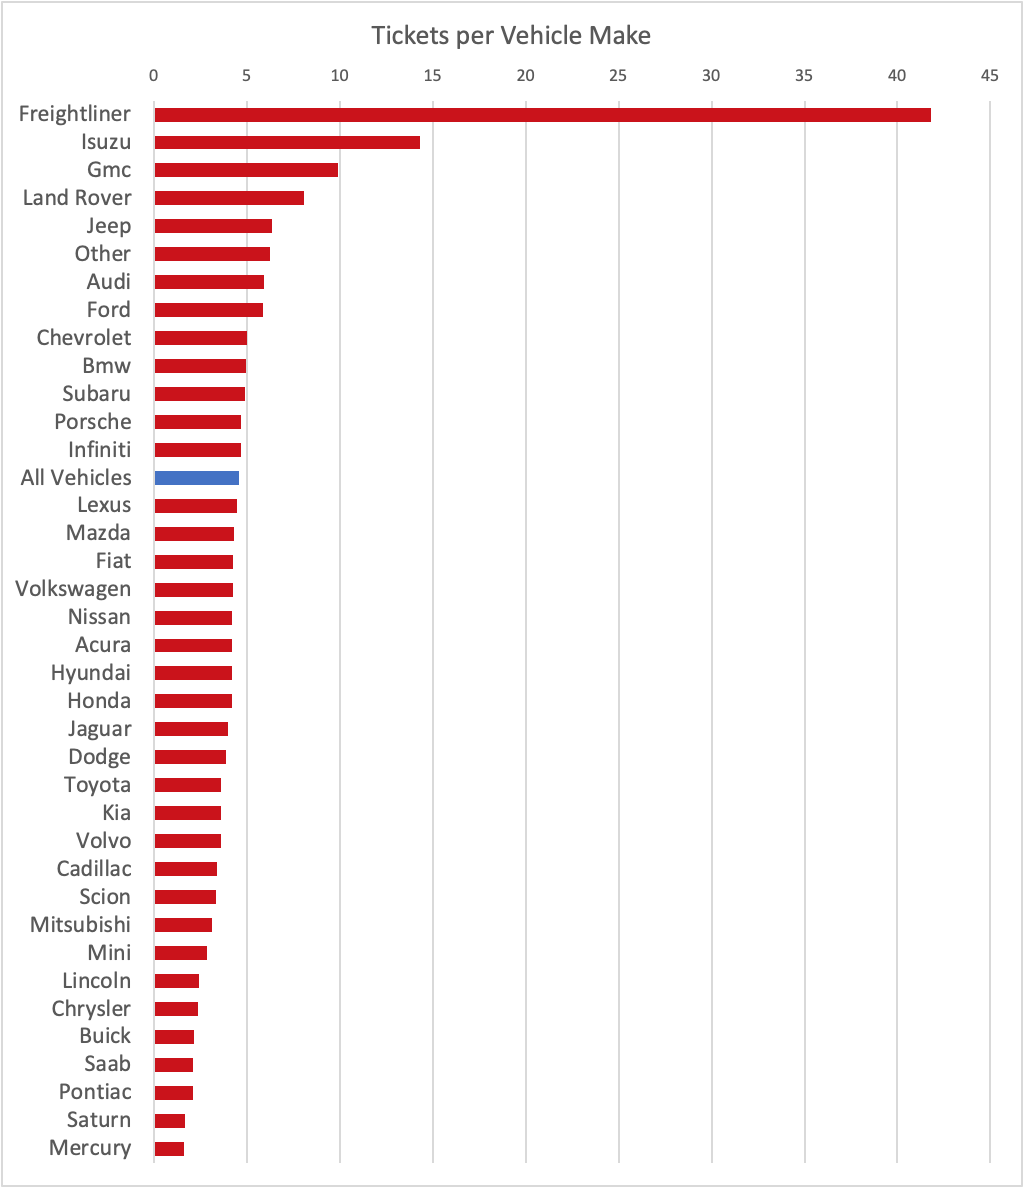 Tickets per Vehicle Make
0 5 10 15 20 25 30 35 40 45
Freightliner
Isuzu
Gmc
Land Rover
Jeep
Other
Audi
Ford
Chevrolet
Bmw
Subaru
Porsche
Infiniti
All Vehicles
Lexus
Mazda
Fiat
Volkswagen
Nissan
Acura
Hyundai
Honda
Jaguar
Dodge
Toyota
Kia
Volvo
Cadillac
Scion
Mitsubishi
Mini
Lincoln
Chrysler
Buick
Saab
Pontiac
Saturn
Mercury